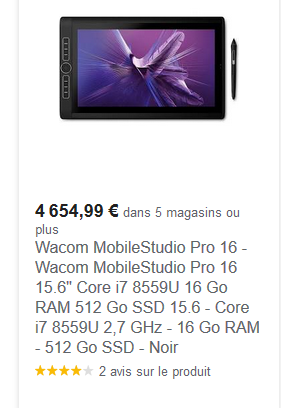 4 654,99 € dans 5 magasins ou
plus
Wacom MobileStudio Pro 16 -
Wacom MobileStudio Pro 16
15.6" Core i7 8559U 16 Go
RAM 512 Go SSD 15.6 - Core
i7 8559U 2,7 GHz - 16 Go RAM
- 512 Go SSD - Noir
2 avis sur le produit